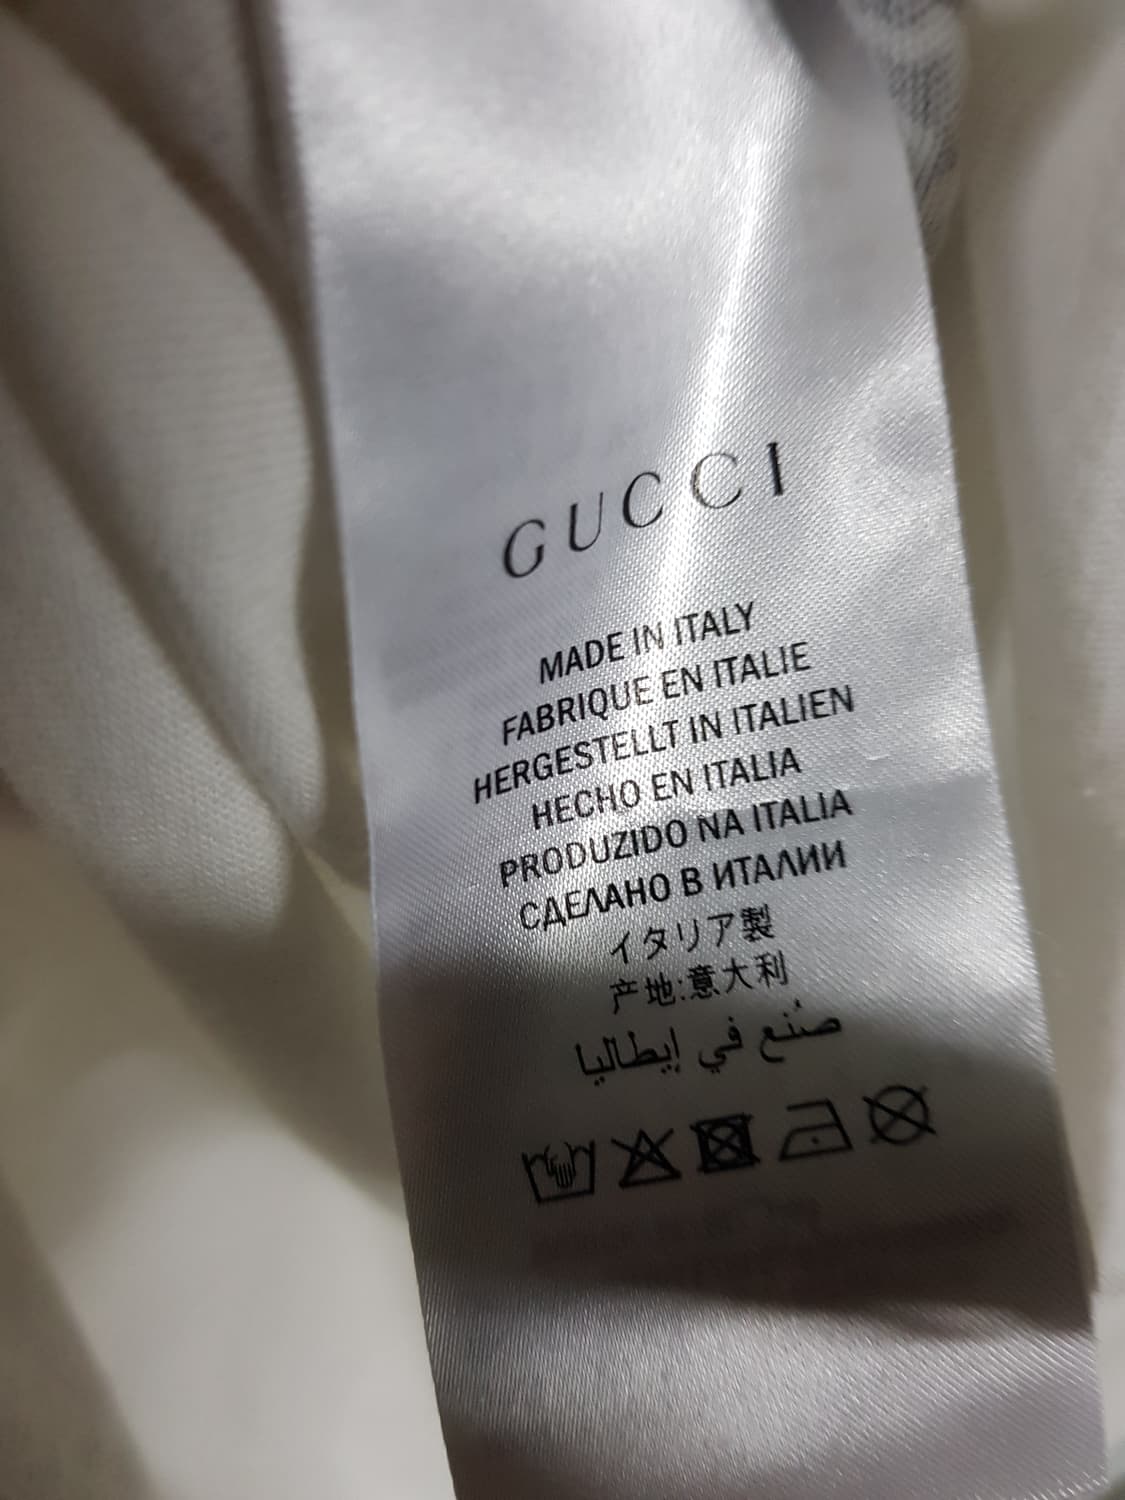 GUCCI
MADE IN ITALY
FABRIQUE EN ITALIE
HERGESTELLT IN ITALIEN
HECHO EN ITALIA
PRODUZIDO NA ITALIA
СДЕЛАНО В ИТАЛИИ
イタリア製
产地:意大利
صُنع في إيطاليا